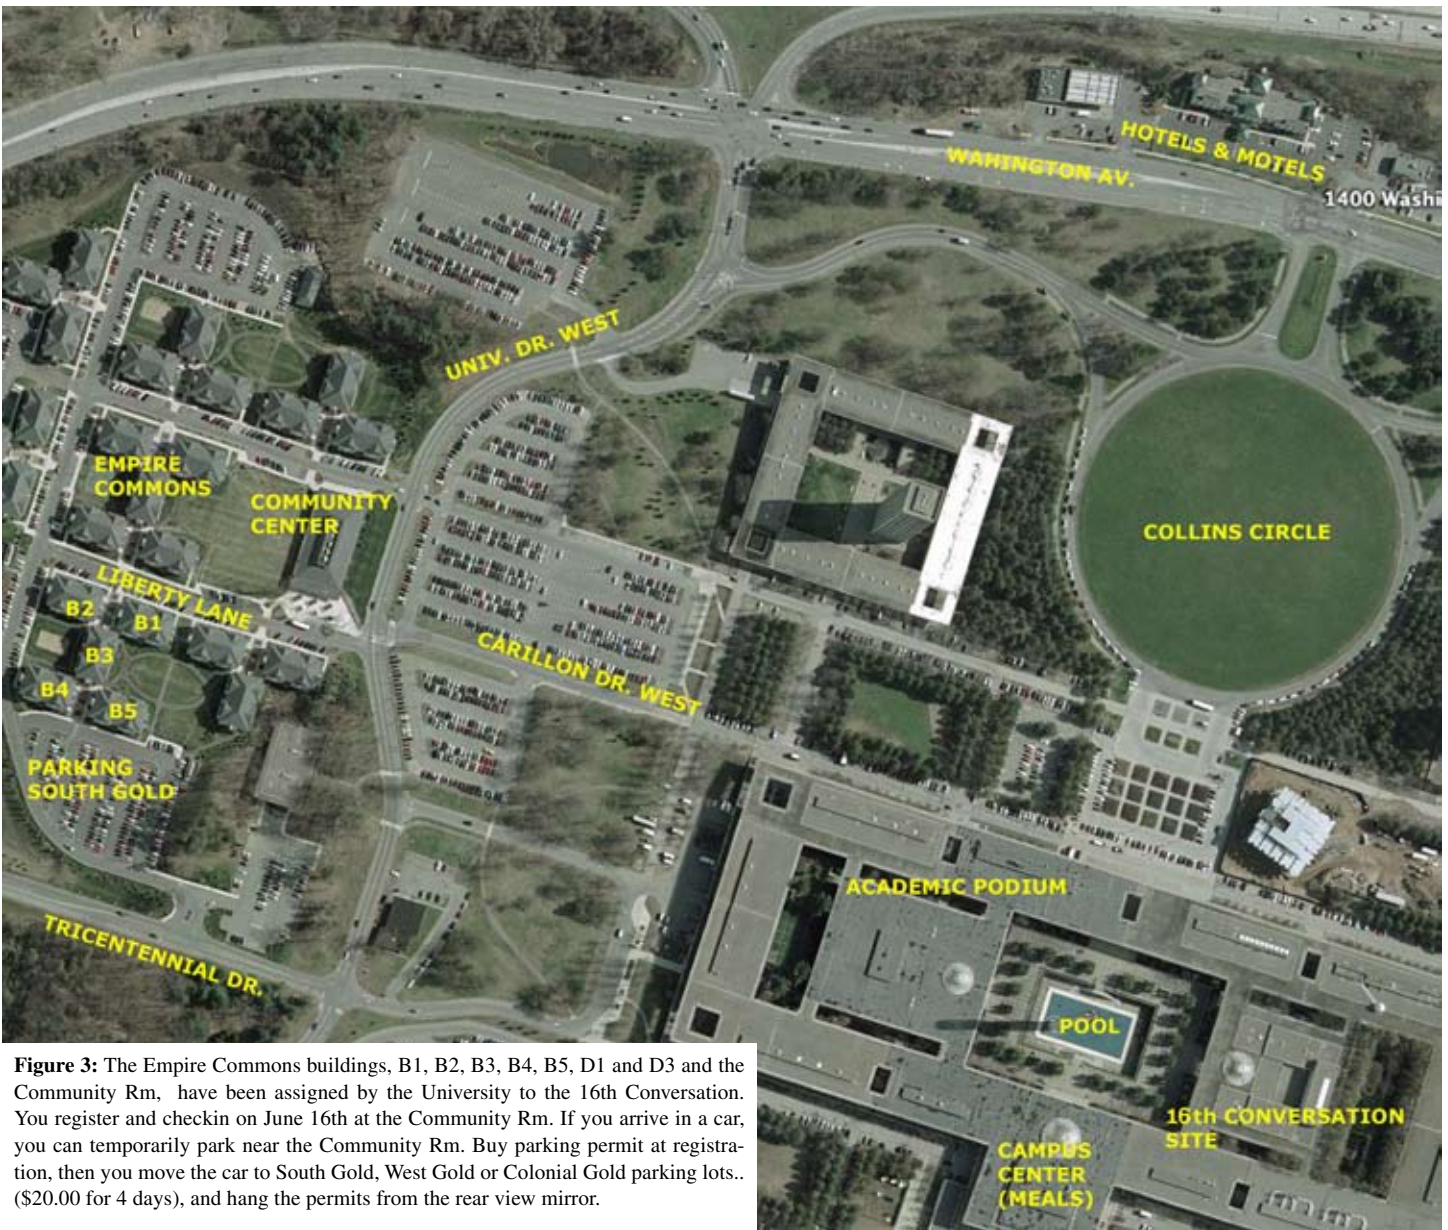 HOTELS & MOTELS
WAHINGTON AV.
1400 Washi
UNIV. DR. WEST
EMPIRE
COMMONS
COMMUNITY
CENTER
COLLINS CIRCLE
LIBERTY LANE
B2
B1
B3
B4
B5
CARILLON DR. WEST
PARKING
SOUTH GOLD
ACADEMIC PODIUM
TRICENTENNIAL DR.
POOL
16th CONVERSATION
SITE
CAMPUS
CENTER
(MEALS)
Figure 3: The Empire Commons buildings, B1, B2, B3, B4, B5, D1 and D3 and the
Community Rm, have been assigned by the University to the 16th Conversation.
You register and checkin on June 16th at the Community Rm. If you arrive in a car,
you can temporarily park near the Community Rm. Buy parking permit at registra-
tion, then you move the car to South Gold, West Gold or Colonial Gold parking lots..
($20.00 for 4 days), and hang the permits from the rear view mirror.